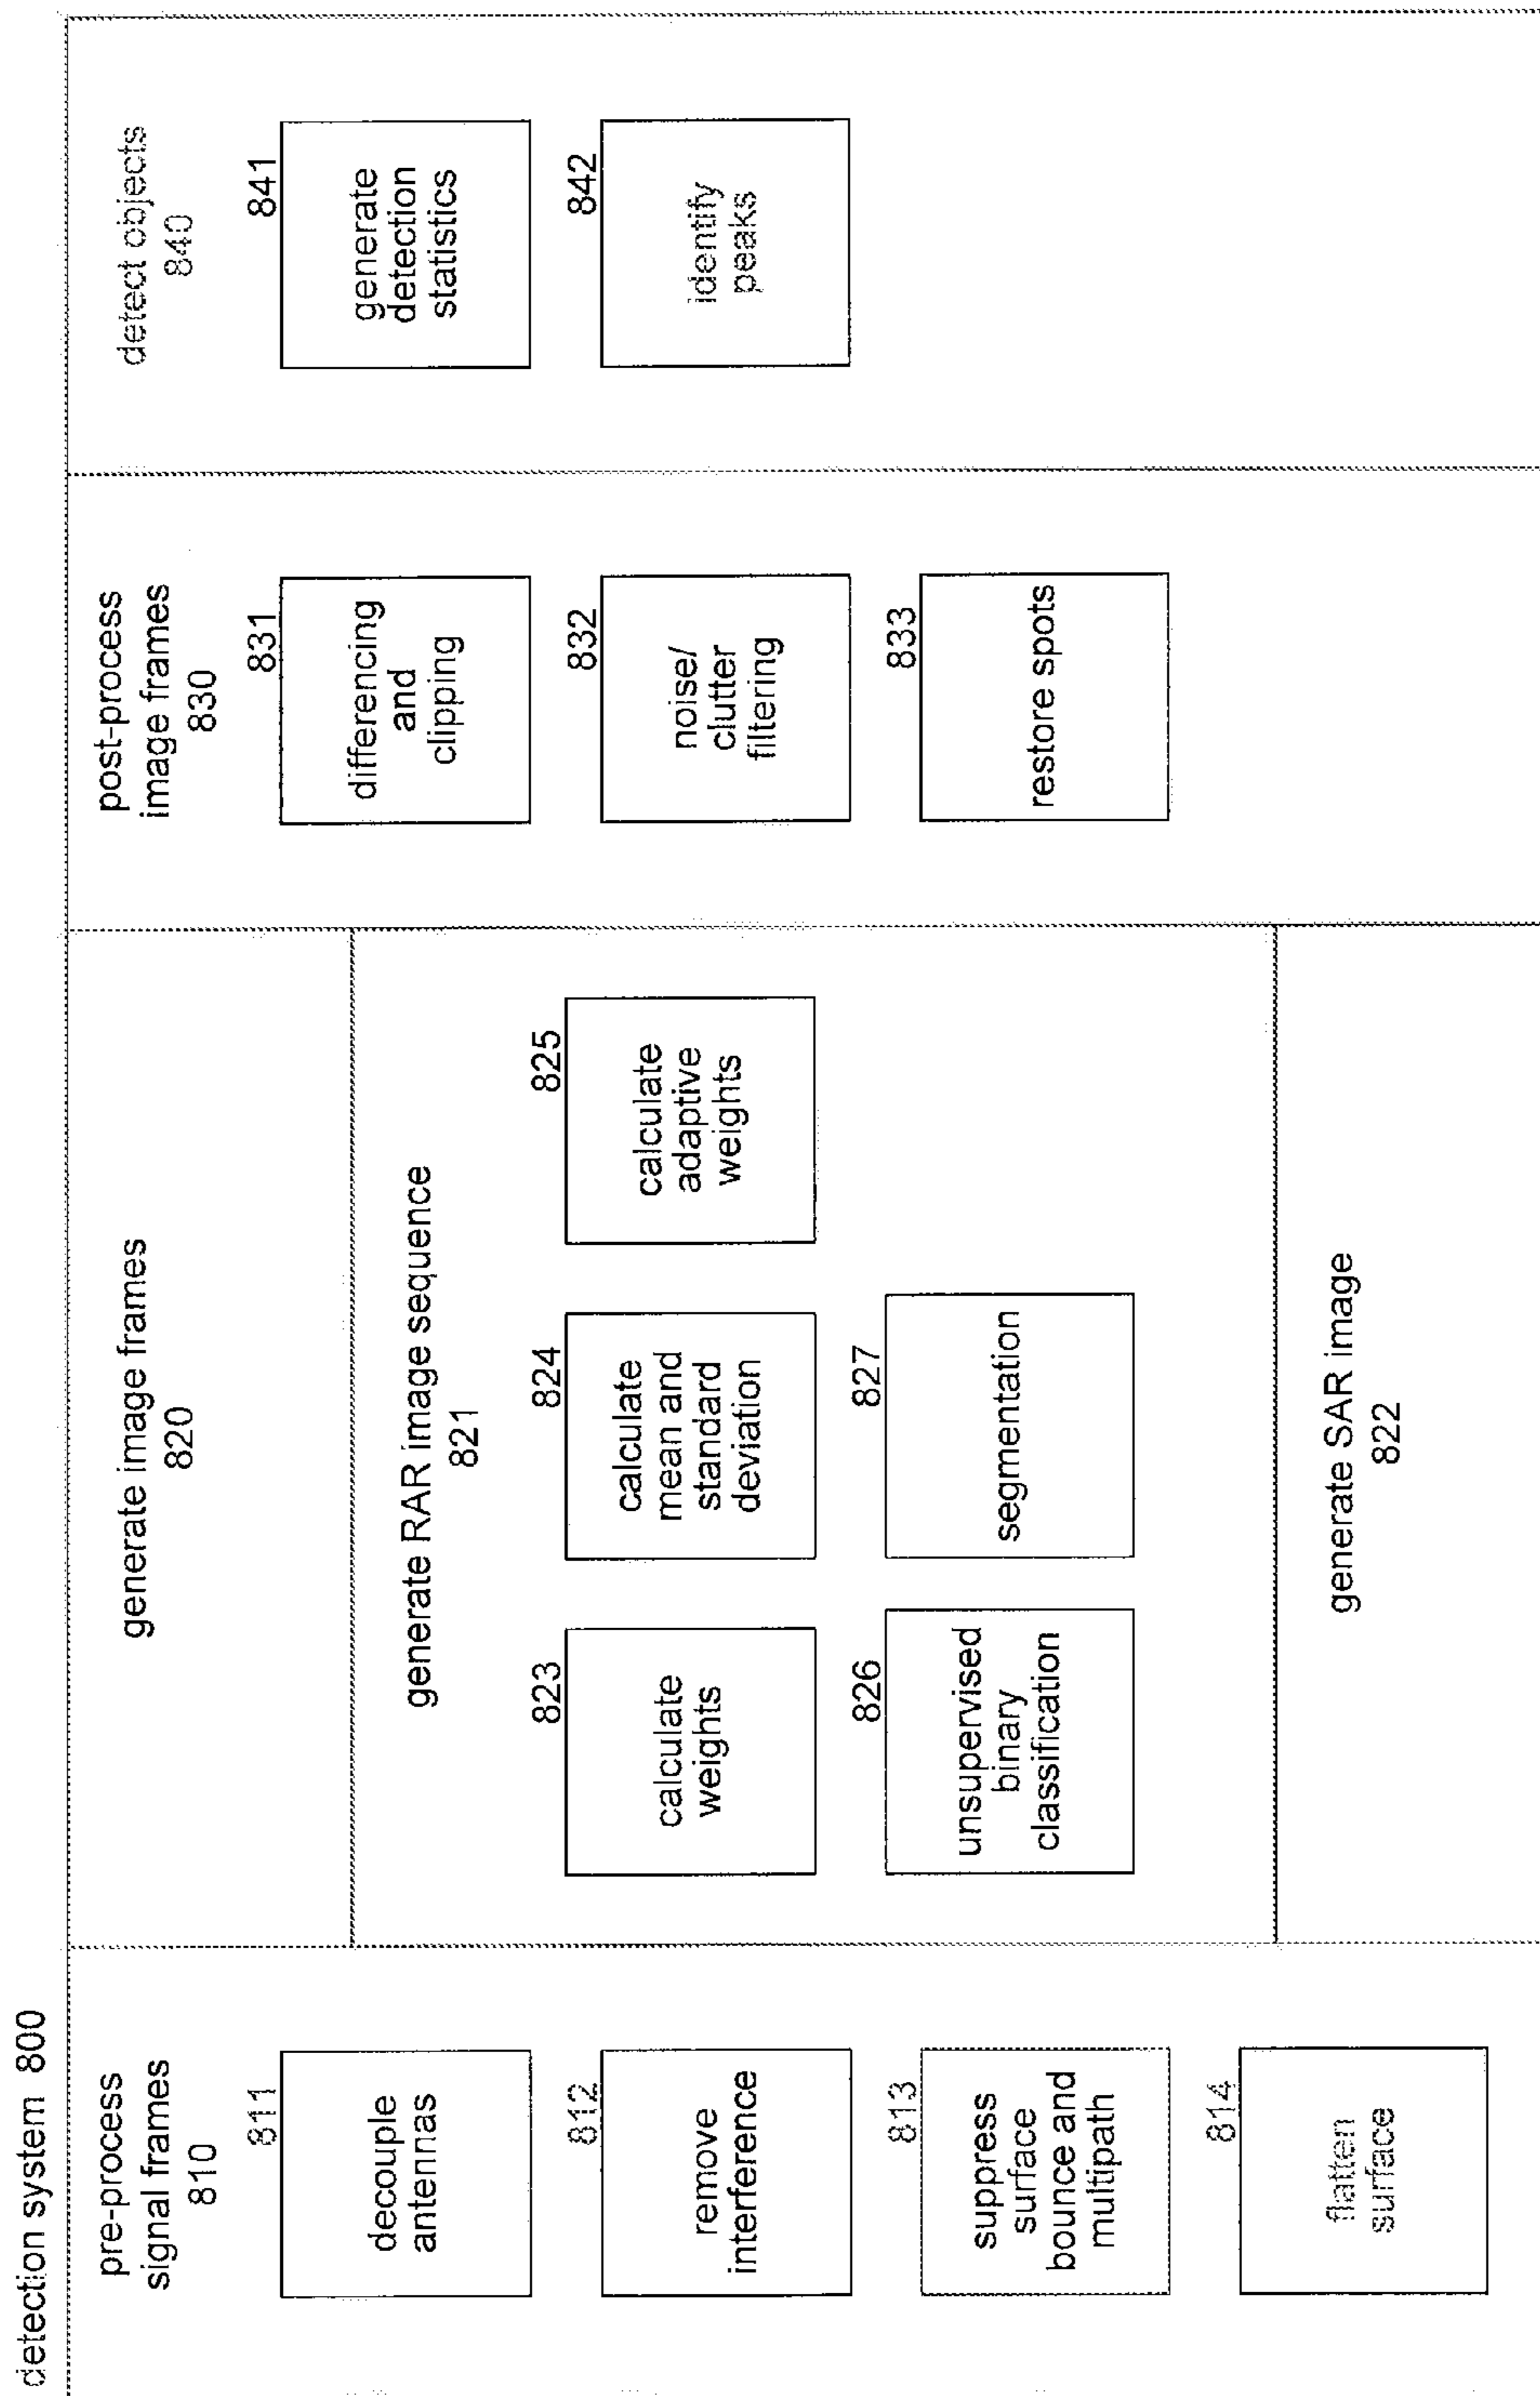 detection system 800
pre-process
signal frames
810
811
decouple
antennas
812
remove
interference
813
suppress
surface
bounce and
multipath
814
flatten
surface
generate image frames
820
generate RAR image sequence
821
823
calculate
weights
824
calculate
mean and
standard
deviation
825
calculate
adaptive
weights
826
unsupervised
binary
classification
827
segmentation
generate SAR image
822
post-process
image frames
830
831
differencing
and
clipping
832
noise/
clutter
filtering
833
restore spots
detect objects
840
841
generate
detection
statistics
842
identify
peaks